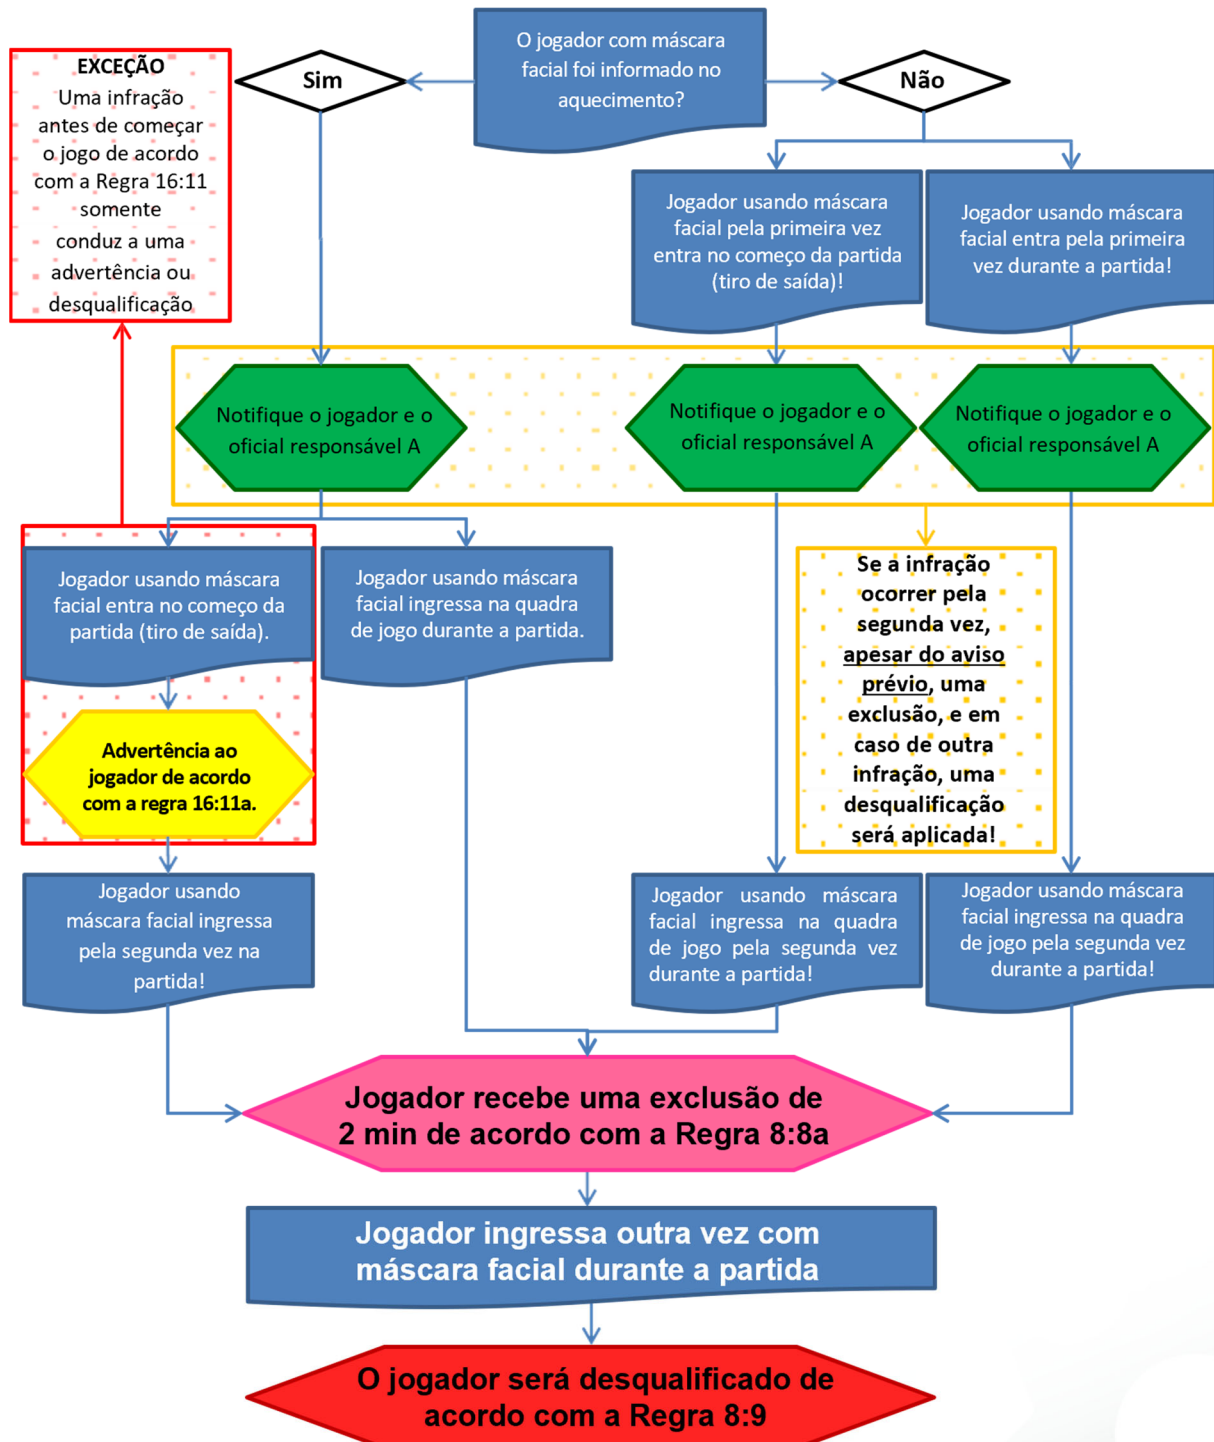 O jogador com máscara
facial foi informado no
aquecimento?
Sim
Não
EXCEÇÃO
Uma infração
antes de começar
o jogo de acordo
com a Regra 16:11
somente
conduz a uma
advertência ou
desqualificação
Jogador usando máscara
facial pela primeira vez
entra no começo da partida
(tiro de saída)!
Jogador usando máscara
facial entra pela primeira
vez durante a partida!
Notifique o jogador e o
oficial responsável A
Notifique o jogador e o
oficial responsável A
Notifique o jogador e o
oficial responsável A
Jogador usando máscara
facial entra no começo da
partida (tiro de saída).
Jogador usando máscara
facial ingressa na quadra
de jogo durante a partida.
Se a infração
ocorrer pela
segunda vez,
apesar do aviso
prévio, uma
exclusão, e em
caso de outra
infração, uma
desqualificação
será aplicada!
Advertência ao
jogador de acordo
com a regra 16:11a.
Jogador usando
máscara facial ingressa
pela segunda vez na
partida!
Jogador usando máscara
facial ingressa na quadra
de jogo pela segunda vez
durante a partida!
Jogador usando máscara
facial ingressa na quadra
de jogo pela segunda vez
durante a partida!
Jogador recebe uma exclusão de
2 min de acordo com a Regra 8:8a
Jogador ingressa outra vez com
máscara facial durante a partida
O jogador será desqualificado de
acordo com a Regra 8:9